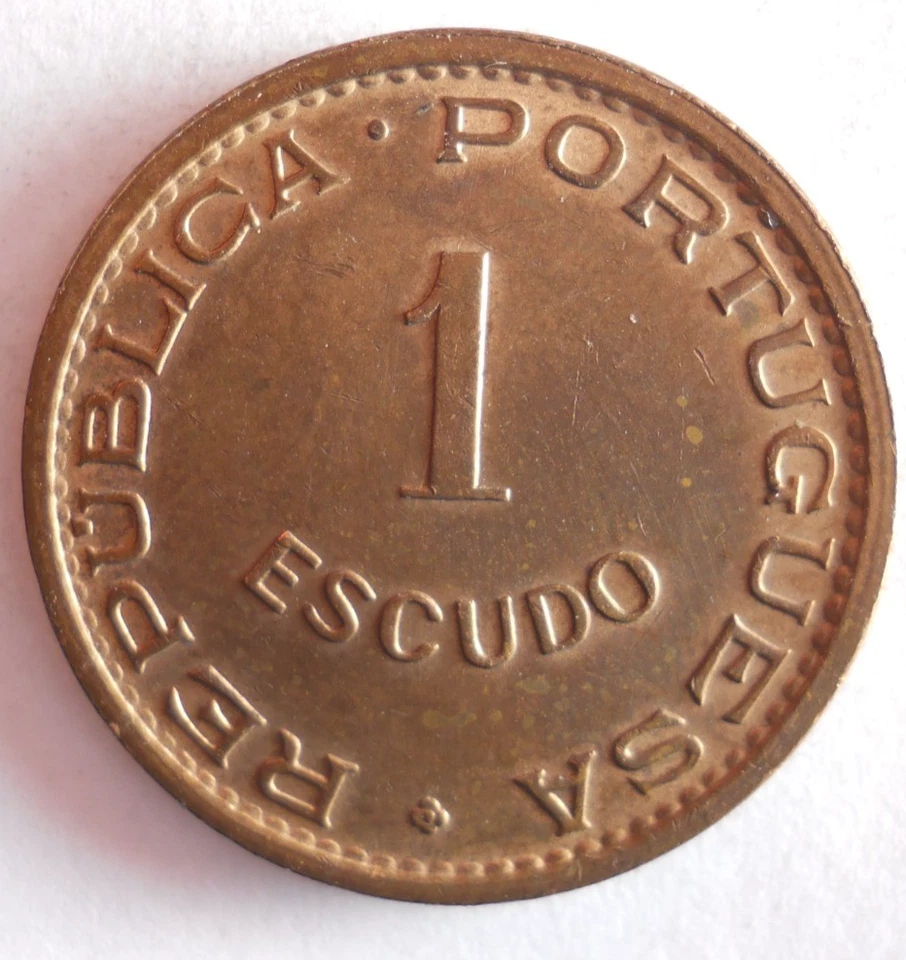 REPÚBLICA · PORTUGUESA
1
ESCUDO